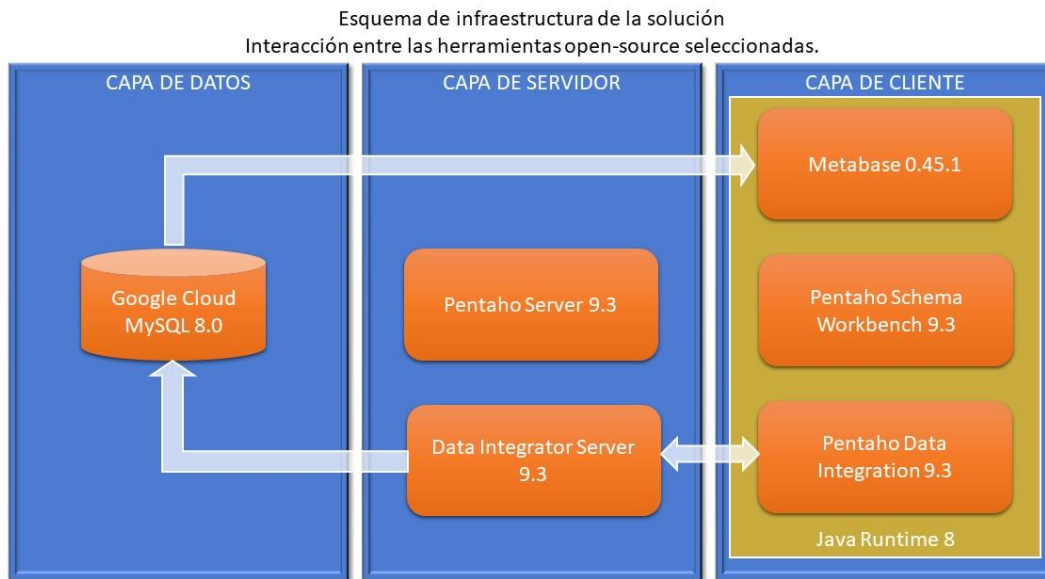 Esquema de infraestructura de la solución
Interacción entre las herramientas open-source seleccionadas.
CAPA DE DATOS
Google Cloud
MySQL 8.0
CAPA DE SERVIDOR
Pentaho Server 9.3
Data Integrator Server
9.3
CAPA DE CLIENTE
Metabase 0.45.1
Pentaho Schema
Workbench 9.3
Pentaho Data
Integration 9.3
Java Runtime 8